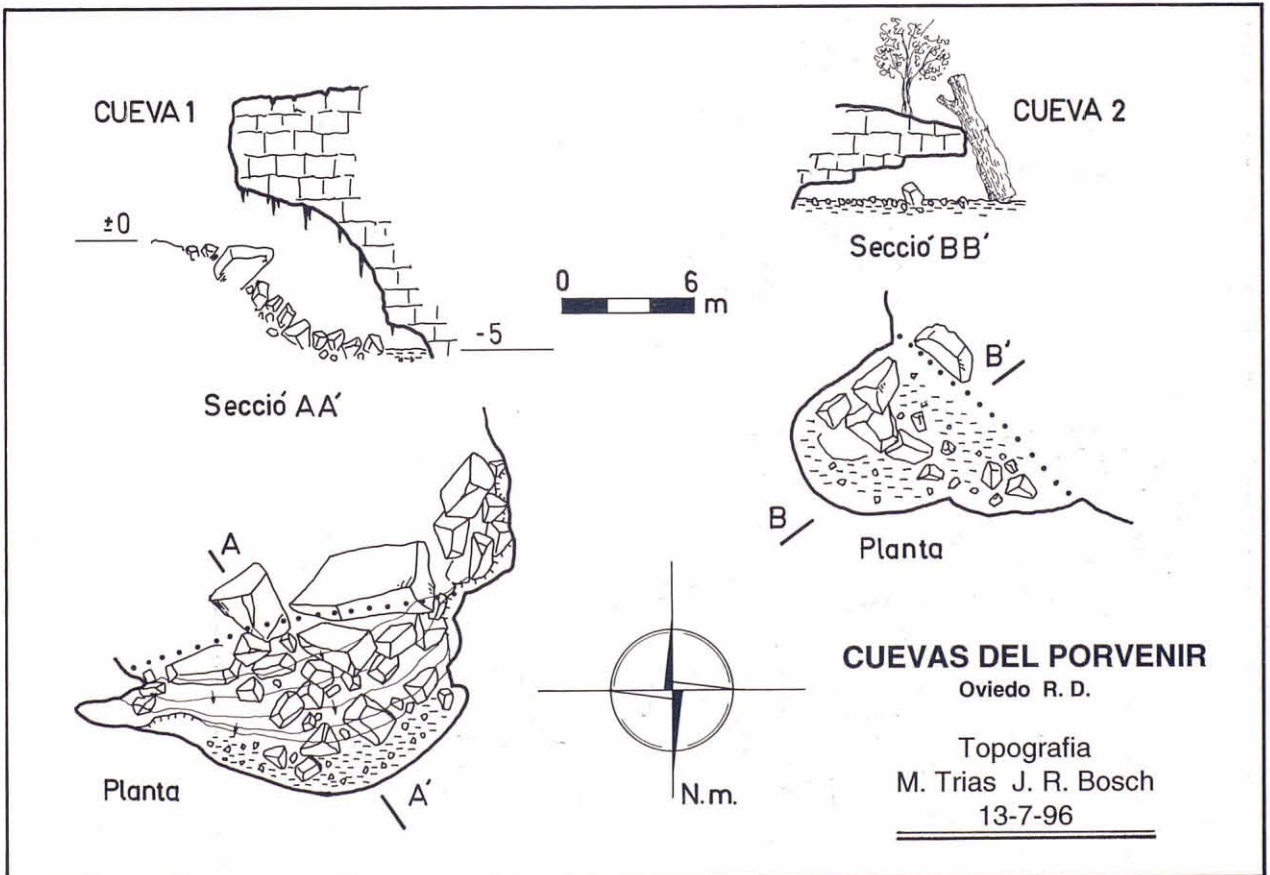 CUEVA 1
±0
-5
Secció AA'
CUEVA 2
Secció BB'
0 6 m
A
A'
Planta
B'
B
Planta
N.m.
CUEVAS DEL PORVENIR
Oviedo R. D.
Topografia
M. Trias J. R. Bosch
13-7-96